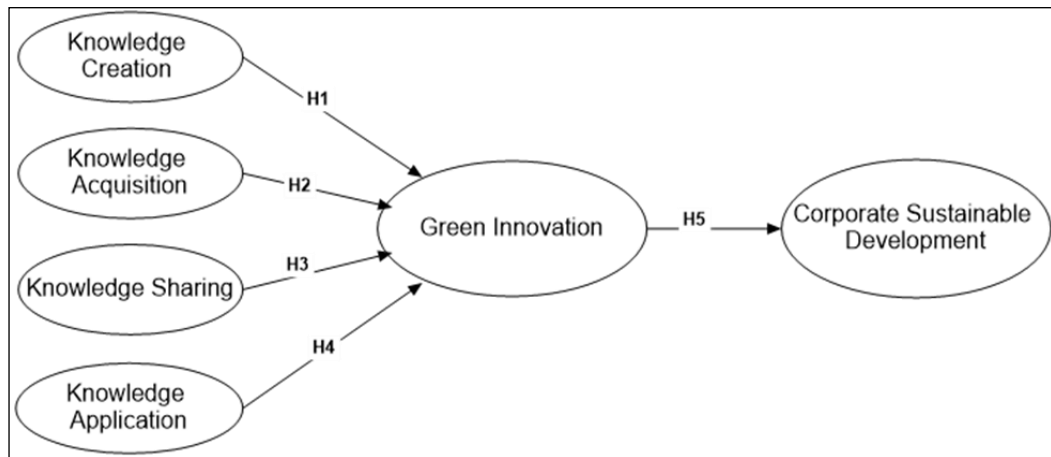 Knowledge
Creation
H1
Knowledge
Acquisition
H2
Green Innovation
H5
Corporate Sustainable
Development
Knowledge Sharing
H3
Knowledge
Application
H4